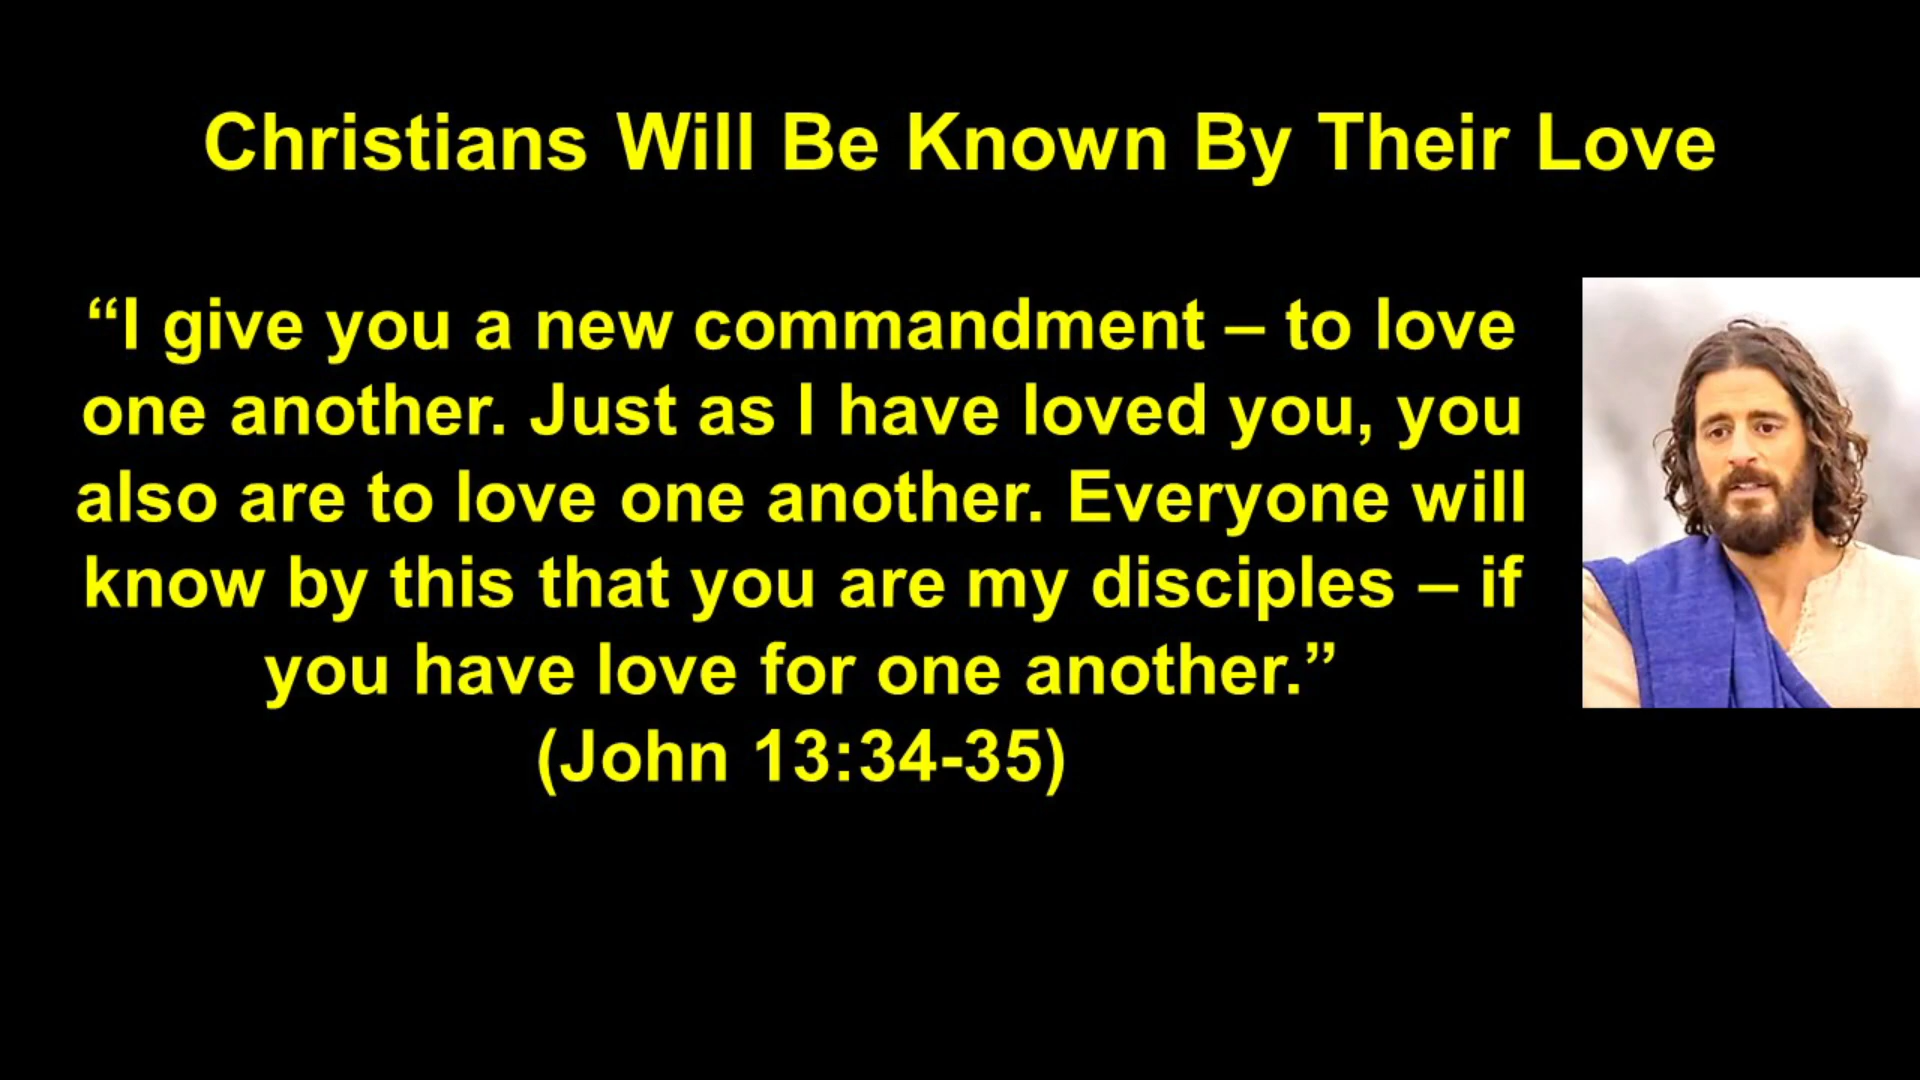 Christians Will Be Known By Their Love
“I give you a new commandment – to love
one another. Just as I have loved you, you
also are to love one another. Everyone will
know by this that you are my disciples – if
you have love for one another.”
(John 13:34-35)